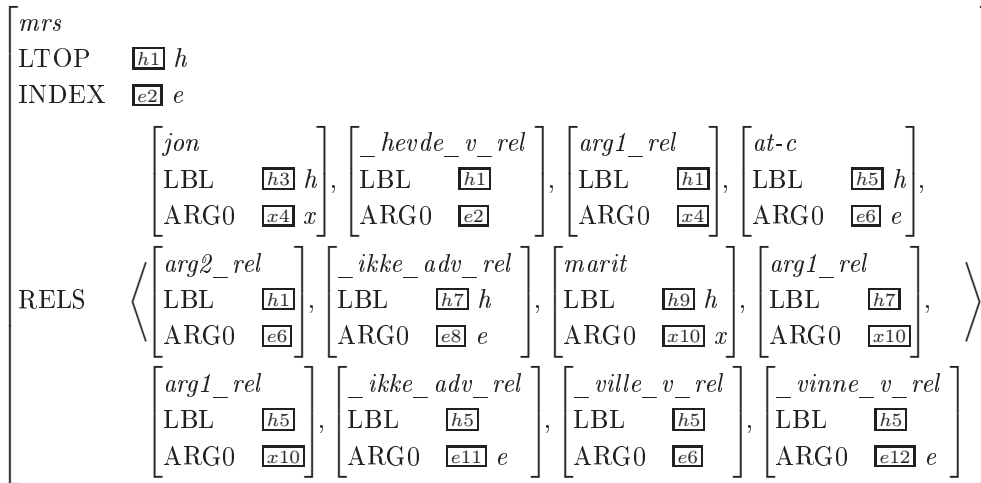 mrs
LTOP h1 h
INDEX e2 e
jon _hevde_v_rel arg1_rel at-c
LBL h3 h, LBL h1, LBL h1, LBL h5 h,
ARG0 x4 x ARG0 e2 ARG0 x4 ARG0 e6 e
arg2_rel _ikke_adv_rel marit arg1_rel
RELS ⟨ LBL h1, LBL h7 h, LBL h9 h, LBL h7, ⟩
ARG0 e6 ARG0 e8 e ARG0 x10 x ARG0 x10
arg1_rel _ikke_adv_rel _ville_v_rel _vinne_v_rel
LBL h5, LBL h5, LBL h5, LBL h5
ARG0 x10 ARG0 e11 e ARG0 e6 ARG0 e12 e